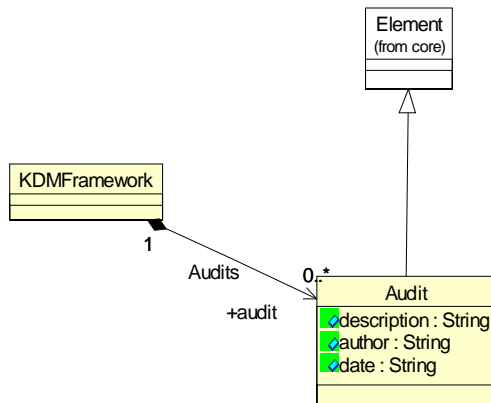 Element
(from core)
KDMFramework
1
Audits
0..*
+audit
Audit
description : String
author : String
date : String